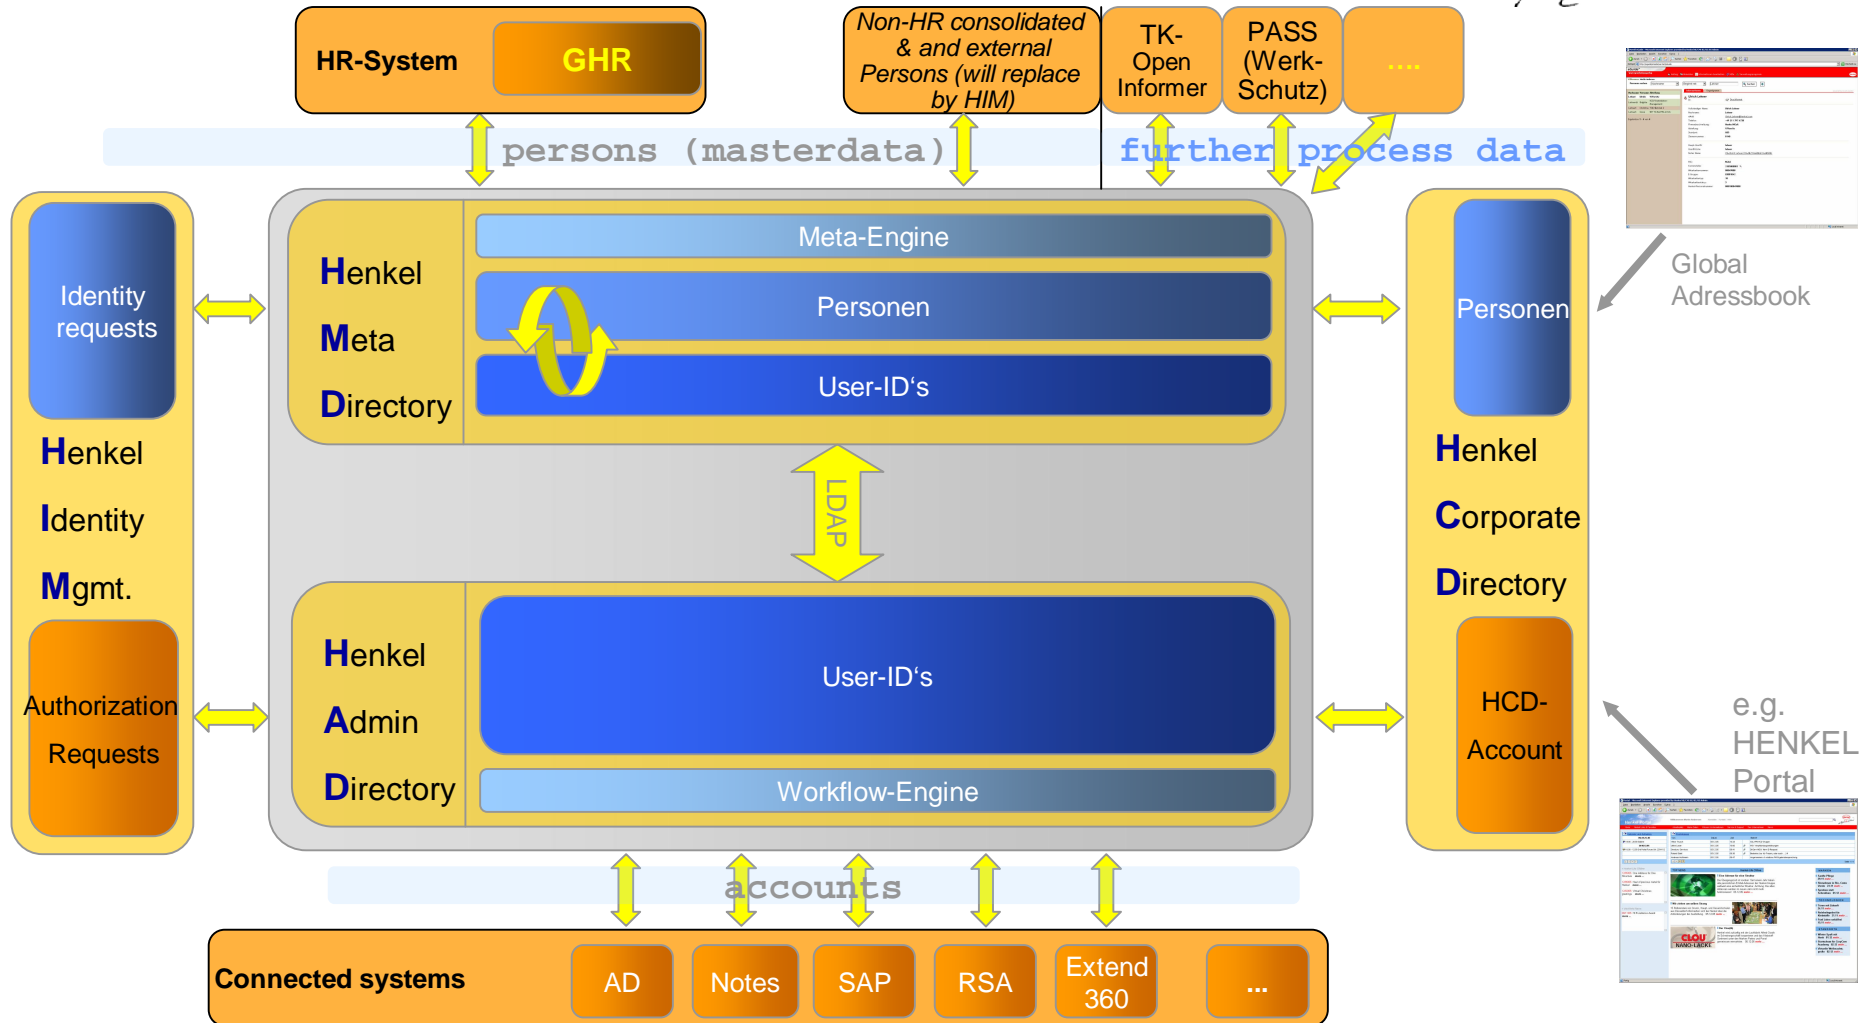 HR-System
GHR
Non-HR consolidated
& and external
Persons (will replace
by HIM)
TK-
Open
Informer
PASS
(Werk-
Schutz)
....
persons (masterdata)
further process data
Identity
requests
Henkel
Identity
Mgmt.
Authorization
Requests
Henkel
Meta
Directory
Meta-Engine
Personen
User-ID‘s
LDAP
Henkel
Admin
Directory
User-ID‘s
Workflow-Engine
Personen
Henkel
Corporate
Directory
HCD-
Account
Global
Adressbook
e.g.
HENKEL
Portal
CLOU
NANO-LACKE
accounts
Connected systems
AD
Notes
SAP
RSA
Extend
360
...